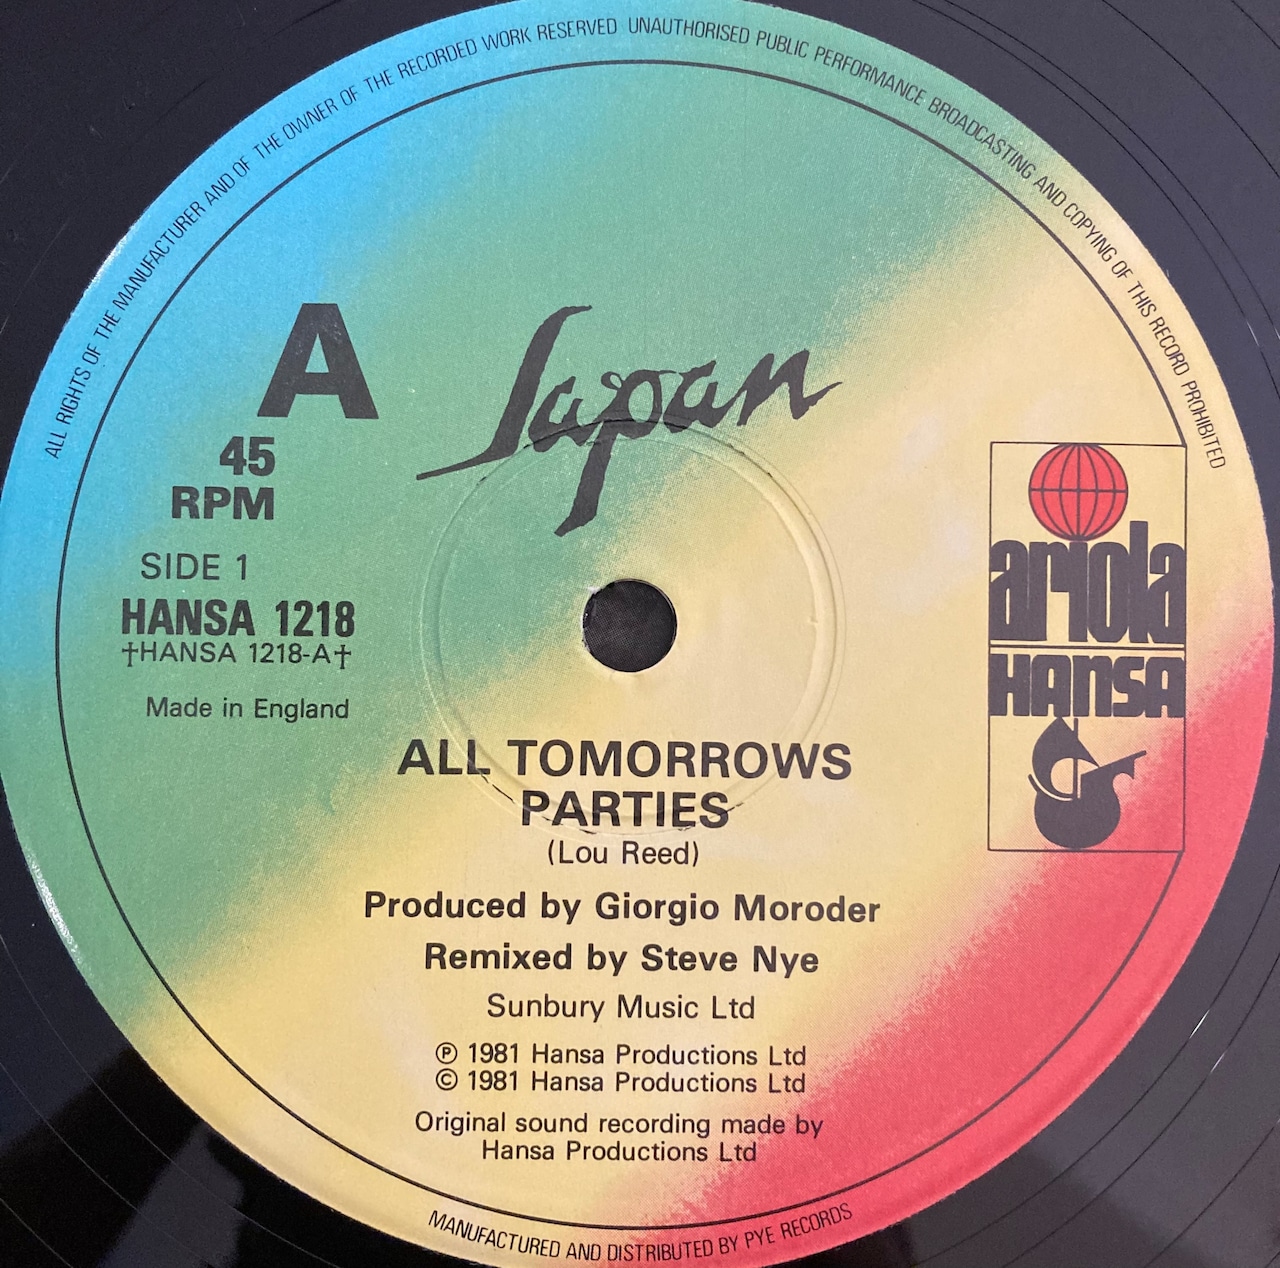 ALL RIGHTS OF THE MANUFACTURER AND OF THE OWNER OF THE RECORDED WORK RESERVED UNAUTHORISED PUBLIC PERFORMANCE BROADCASTING AND COPYING OF THIS RECORD PROHIBITED
Japan
A
45
RPM
SIDE 1
HANSA 1218
†HANSA 1218-A†
Made in England
ariola
HANSA
ALL TOMORROWS
PARTIES
(Lou Reed)
Produced by Giorgio Moroder
Remixed by Steve Nye
Sunbury Music Ltd
℗ 1981 Hansa Productions Ltd
© 1981 Hansa Productions Ltd
Original sound recording made by
Hansa Productions Ltd
MANUFACTURED AND DISTRIBUTED BY PYE RECORDS